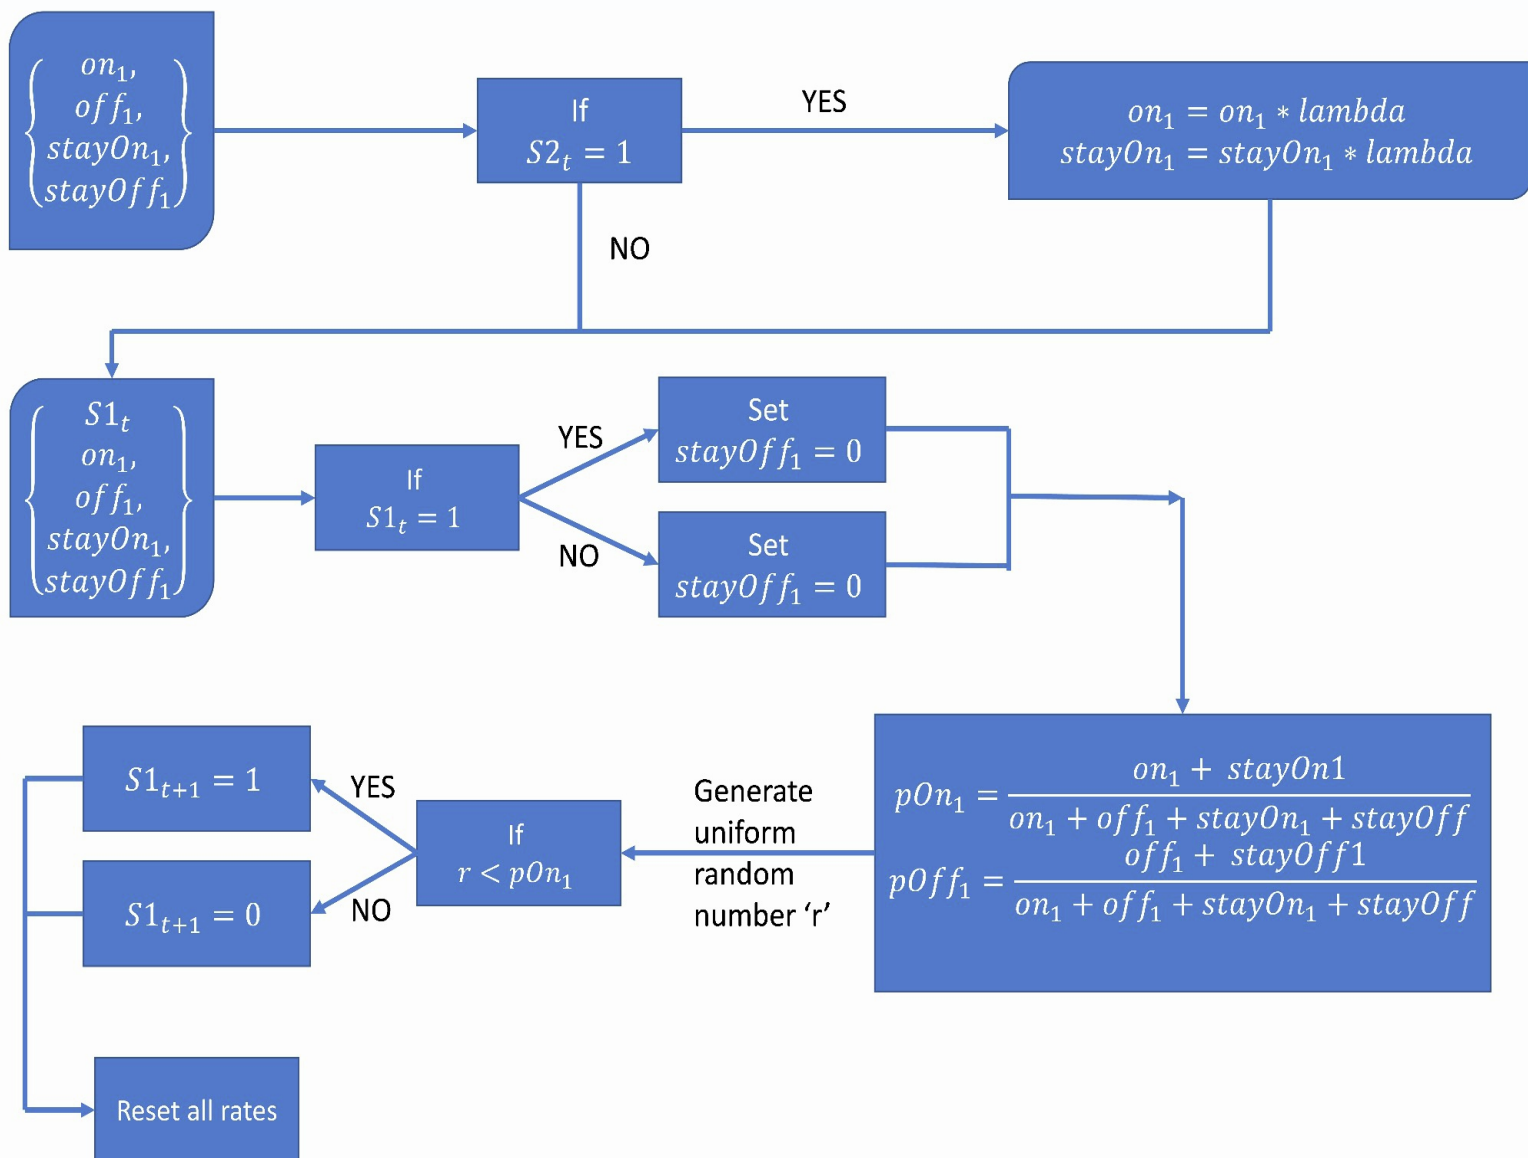 on₁,
off₁,
stayOn₁,
stayOff₁
If
S2ₜ = 1
YES
on₁ = on₁ * lambda
stayOn₁ = stayOn₁ * lambda
NO
S1ₜ
on₁,
off₁,
stayOn₁,
stayOff₁
If
S1ₜ = 1
YES
Set
stayOff₁ = 0
NO
Set
stayOff₁ = 0
pOn₁ = (on₁ + stayOn1) / (on₁ + off₁ + stayOn₁ + stayOff)
pOff₁ = (off₁ + stayOff1) / (on₁ + off₁ + stayOn₁ + stayOff)
Generate
uniform
random
number ‘r’
If
r < pOn₁
YES
S1ₜ₊₁ = 1
NO
S1ₜ₊₁ = 0
Reset all rates